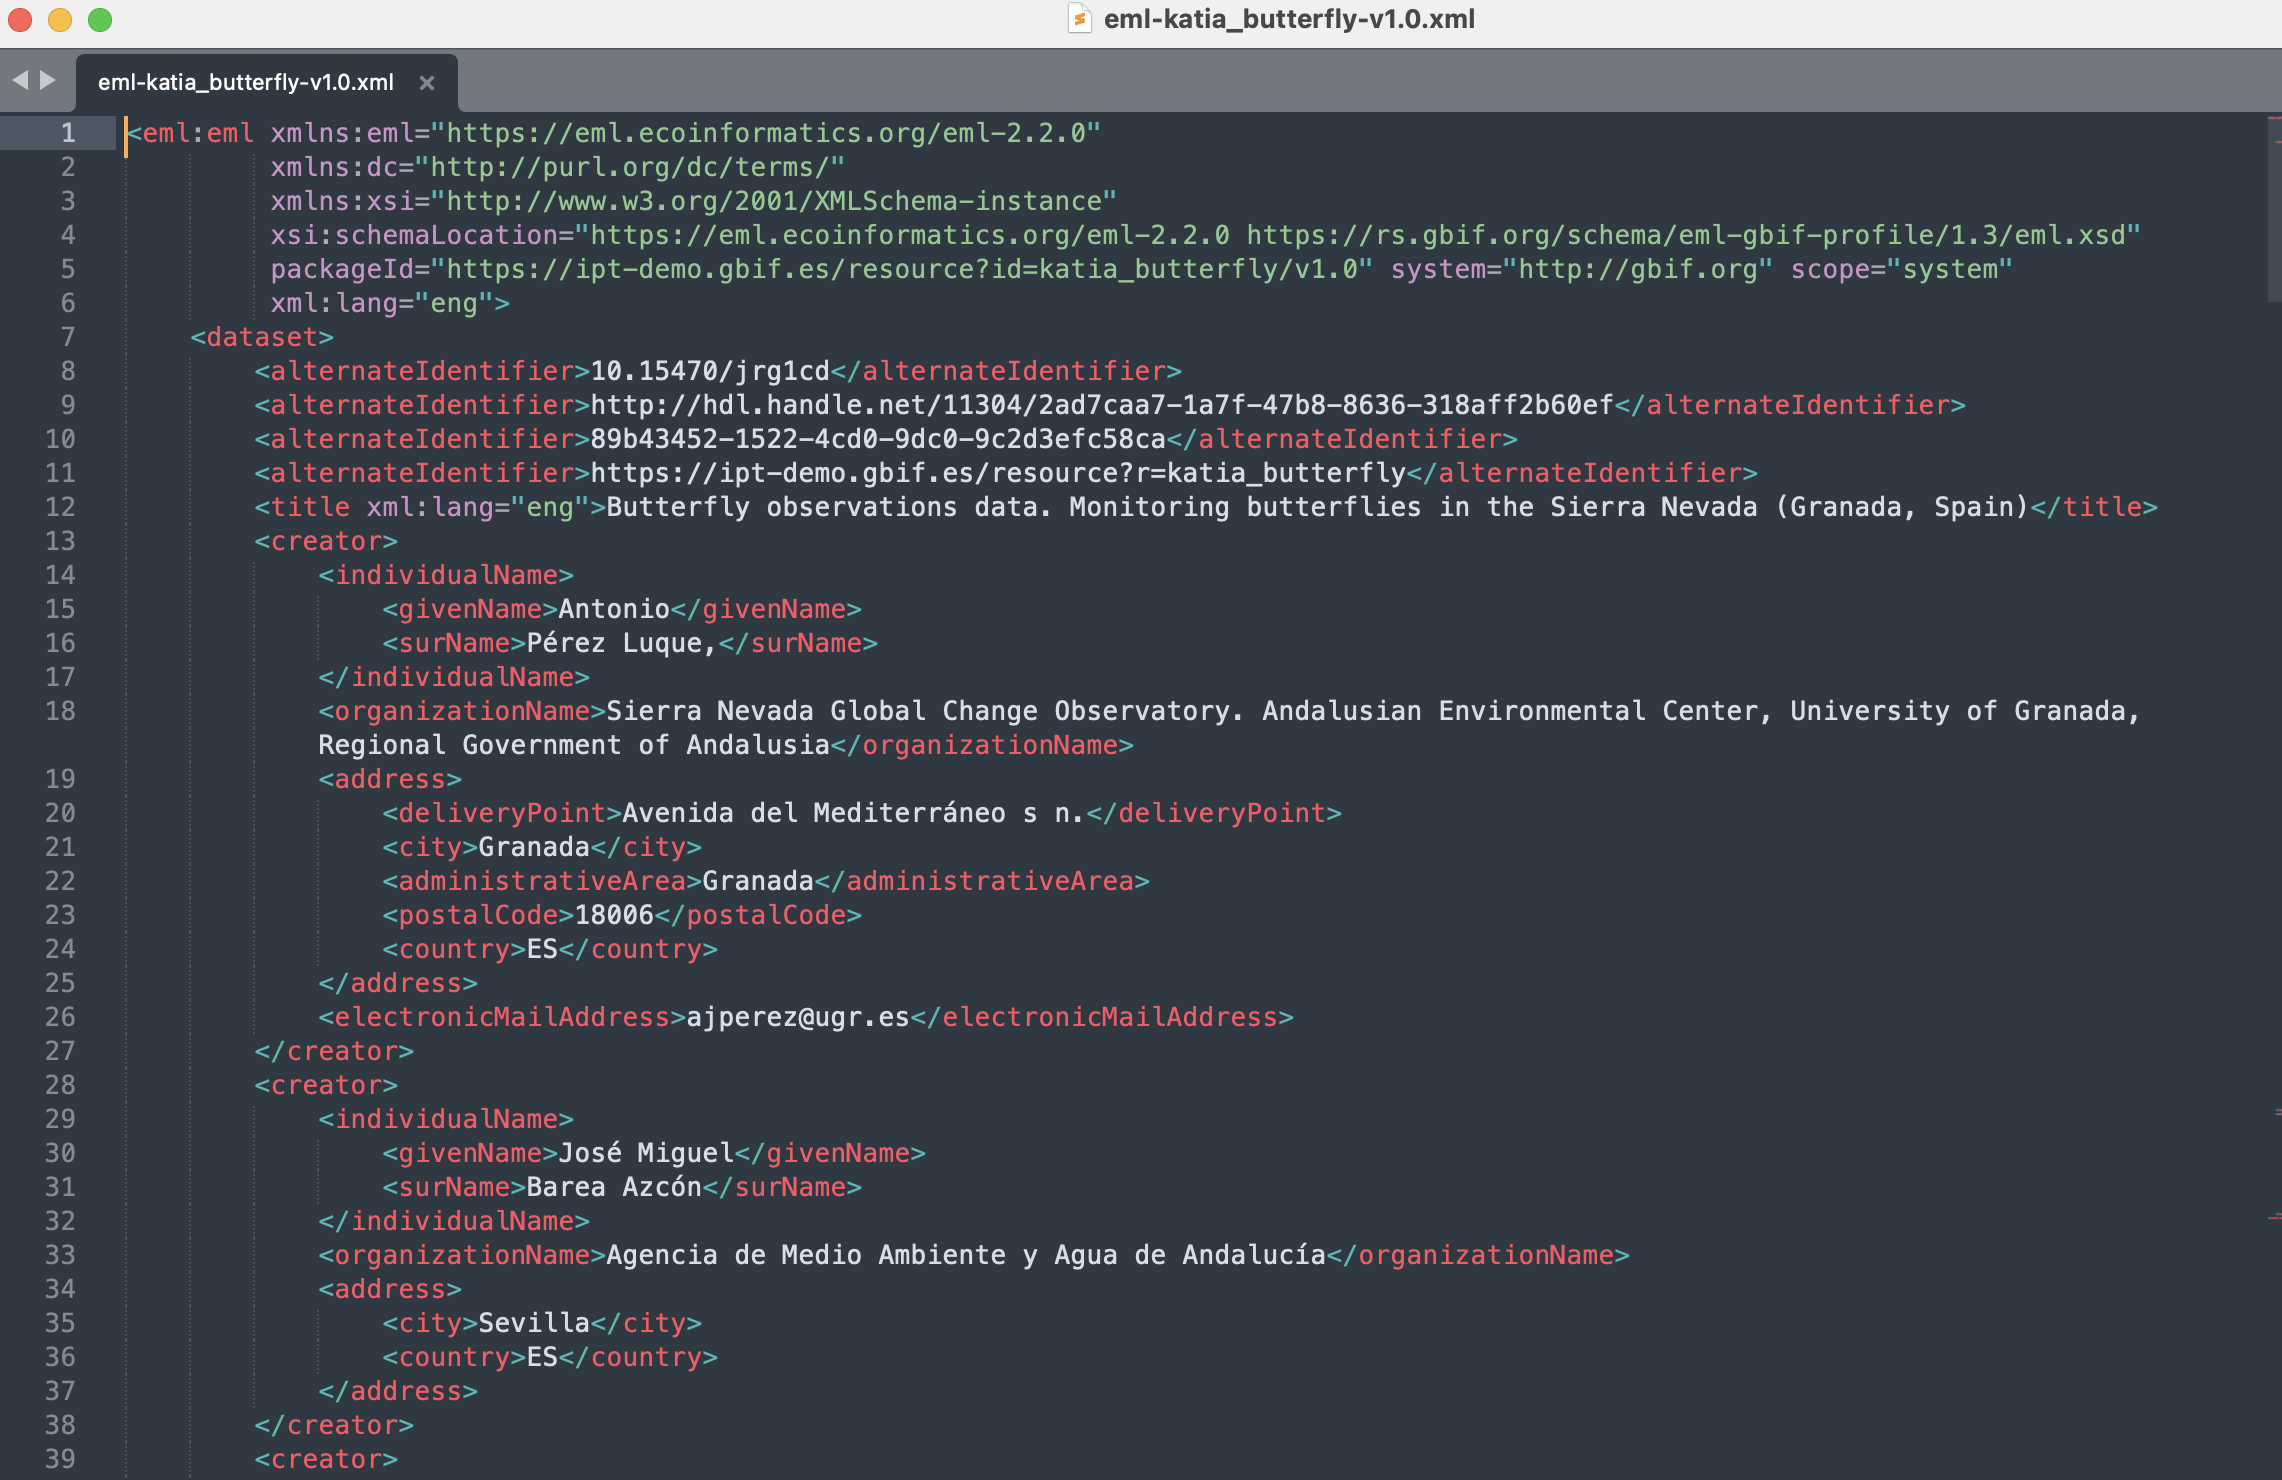 eml-katia_butterfly-v1.0.xml
eml-katia_butterfly-v1.0.xml ×
1 <eml:eml xmlns:eml="https://eml.ecoinformatics.org/eml-2.2.0"
2 xmlns:dc="http://purl.org/dc/terms/"
3 xmlns:xsi="http://www.w3.org/2001/XMLSchema-instance"
4 xsi:schemaLocation="https://eml.ecoinformatics.org/eml-2.2.0 https://rs.gbif.org/schema/eml-gbif-profile/1.3/eml.xsd"
5 packageId="https://ipt-demo.gbif.es/resource?id=katia_butterfly/v1.0" system="http://gbif.org" scope="system"
6 xml:lang="eng">
7 <dataset>
8 <alternateIdentifier>10.15470/jrg1cd</alternateIdentifier>
9 <alternateIdentifier>http://hdl.handle.net/11304/2ad7caa7-1a7f-47b8-8636-318aff2b60ef</alternateIdentifier>
10 <alternateIdentifier>89b43452-1522-4cd0-9dc0-9c2d3efc58ca</alternateIdentifier>
11 <alternateIdentifier>https://ipt-demo.gbif.es/resource?r=katia_butterfly</alternateIdentifier>
12 <title xml:lang="eng">Butterfly observations data. Monitoring butterflies in the Sierra Nevada (Granada, Spain)</title>
13 <creator>
14 <individualName>
15 <givenName>Antonio</givenName>
16 <surName>Pérez Luque,</surName>
17 </individualName>
18 <organizationName>Sierra Nevada Global Change Observatory. Andalusian Environmental Center, University of Granada,
Regional Government of Andalusia</organizationName>
19 <address>
20 <deliveryPoint>Avenida del Mediterráneo s n.</deliveryPoint>
21 <city>Granada</city>
22 <administrativeArea>Granada</administrativeArea>
23 <postalCode>18006</postalCode>
24 <country>ES</country>
25 </address>
26 <electronicMailAddress>ajperez@ugr.es</electronicMailAddress>
27 </creator>
28 <creator>
29 <individualName>
30 <givenName>José Miguel</givenName>
31 <surName>Barea Azcón</surName>
32 </individualName>
33 <organizationName>Agencia de Medio Ambiente y Agua de Andalucía</organizationName>
34 <address>
35 <city>Sevilla</city>
36 <country>ES</country>
37 </address>
38 </creator>
39 <creator>